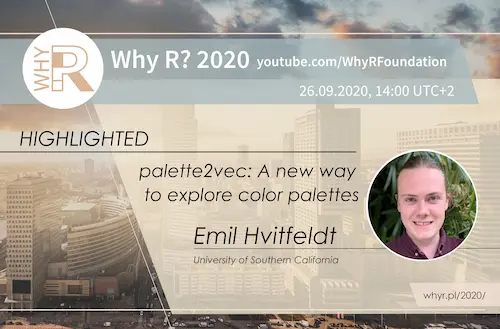 WHY R
Why R? 2020 youtube.com/WhyRFoundation
26.09.2020, 14:00 UTC+2
HIGHLIGHTED
palette2vec: A new way
to explore color palettes
Emil Hvitfeldt
University of Southern California
whyr.pl/2020/